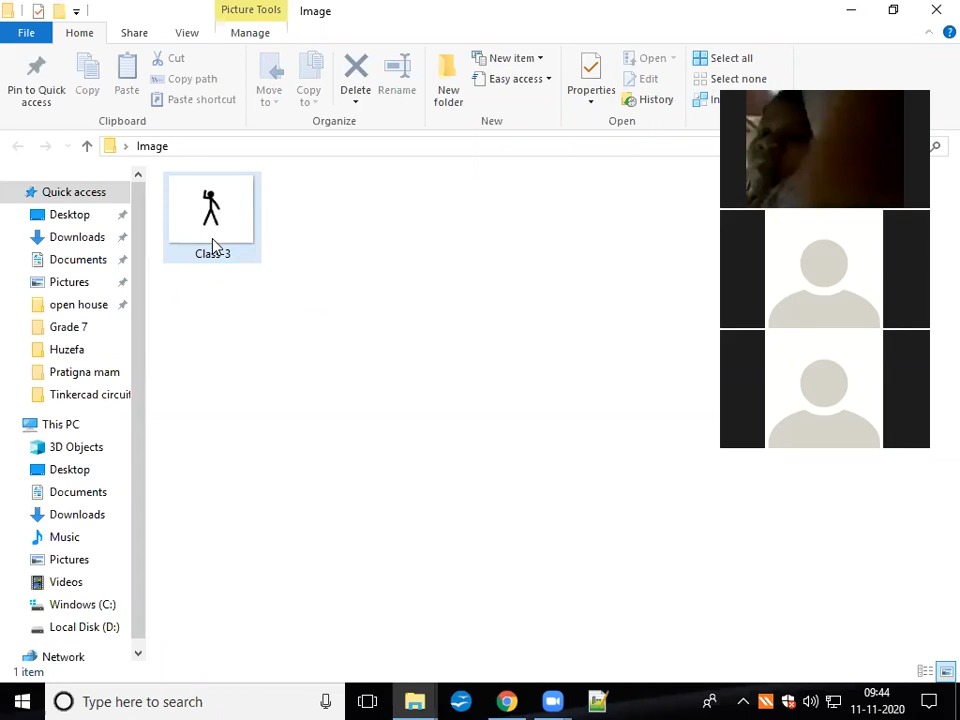 Picture Tools
Image
File
Home
Share
View
Manage
Pin to Quick access
Copy
Paste
Cut
Copy path
Paste shortcut
Clipboard
Move to
Copy to
Delete
Rename
Organize
New folder
New item
Easy access
New
Properties
Open
Edit
History
Open
Select all
Select none
In
Image
Quick access
Desktop
Downloads
Documents
Pictures
open house
Grade 7
Huzefa
Pratigna mam
Tinkercad circuit
This PC
3D Objects
Desktop
Documents
Downloads
Music
Pictures
Videos
Windows (C:)
Local Disk (D:)
Network
Class-3
1 item
Type here to search
09:44
11-11-2020